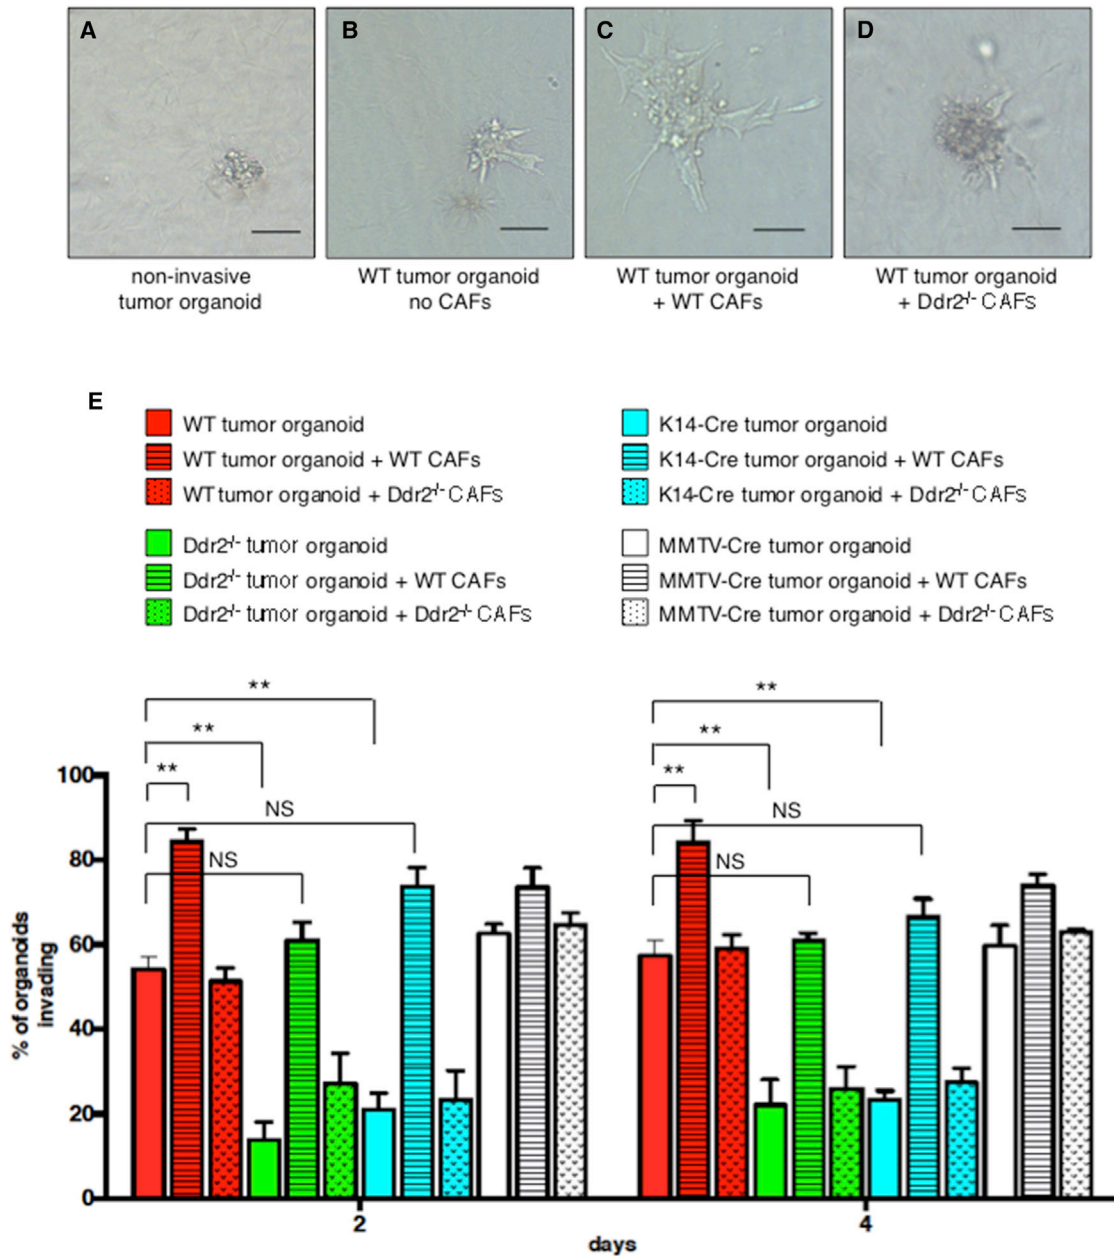 A
B
C
D
non-invasive
tumor organoid
WT tumor organoid
no CAFs
WT tumor organoid
+ WT CAFs
WT tumor organoid
+ Ddr2-/- CAFs
E
WT tumor organoid
WT tumor organoid + WT CAFs
WT tumor organoid + Ddr2-/- CAFs
Ddr2-/- tumor organoid
Ddr2-/- tumor organoid + WT CAFs
Ddr2-/- tumor organoid + Ddr2-/- CAFs
K14-Cre tumor organoid
K14-Cre tumor organoid + WT CAFs
K14-Cre tumor organoid + Ddr2-/- CAFs
MMTV-Cre tumor organoid
MMTV-Cre tumor organoid + WT CAFs
MMTV-Cre tumor organoid + Ddr2-/- CAFs
**
**
**
NS
NS
**
**
**
NS
NS
100
80
60
40
20
0
% of organoids
invading
2
4
days